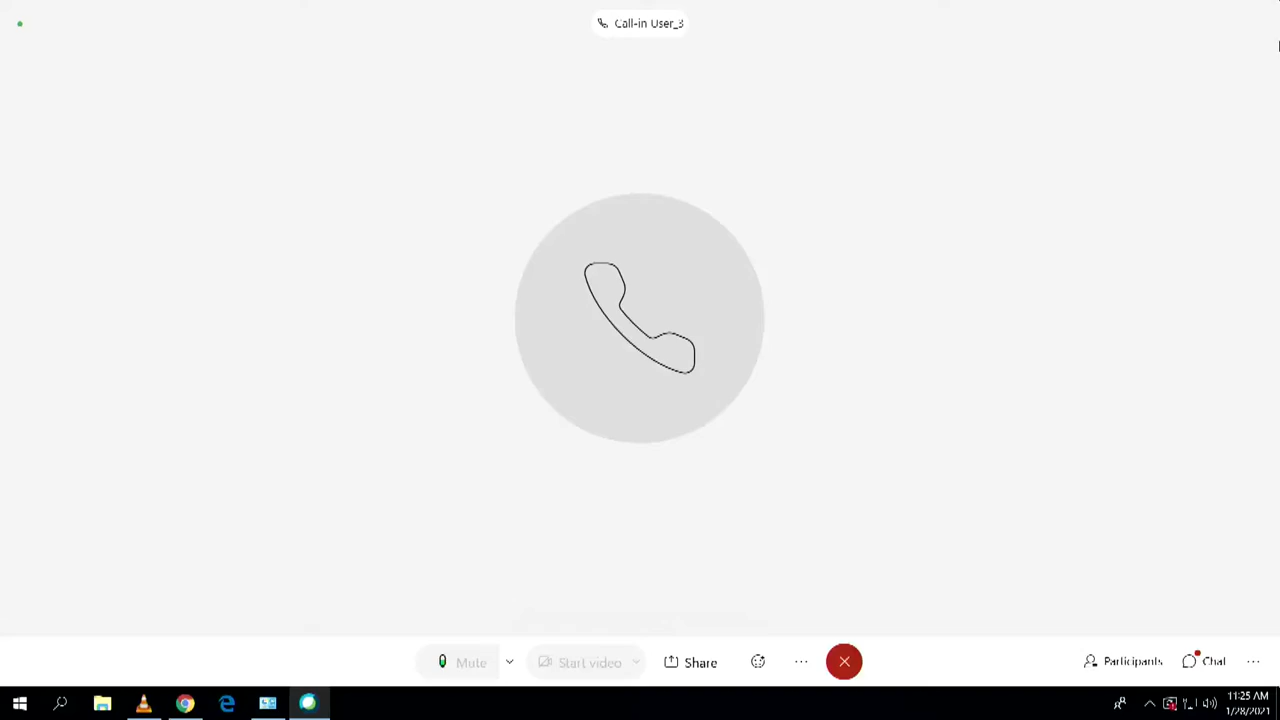 Call-in User_3
Mute
Start video
Share
Participants
Chat
11:25 AM
1/28/2021